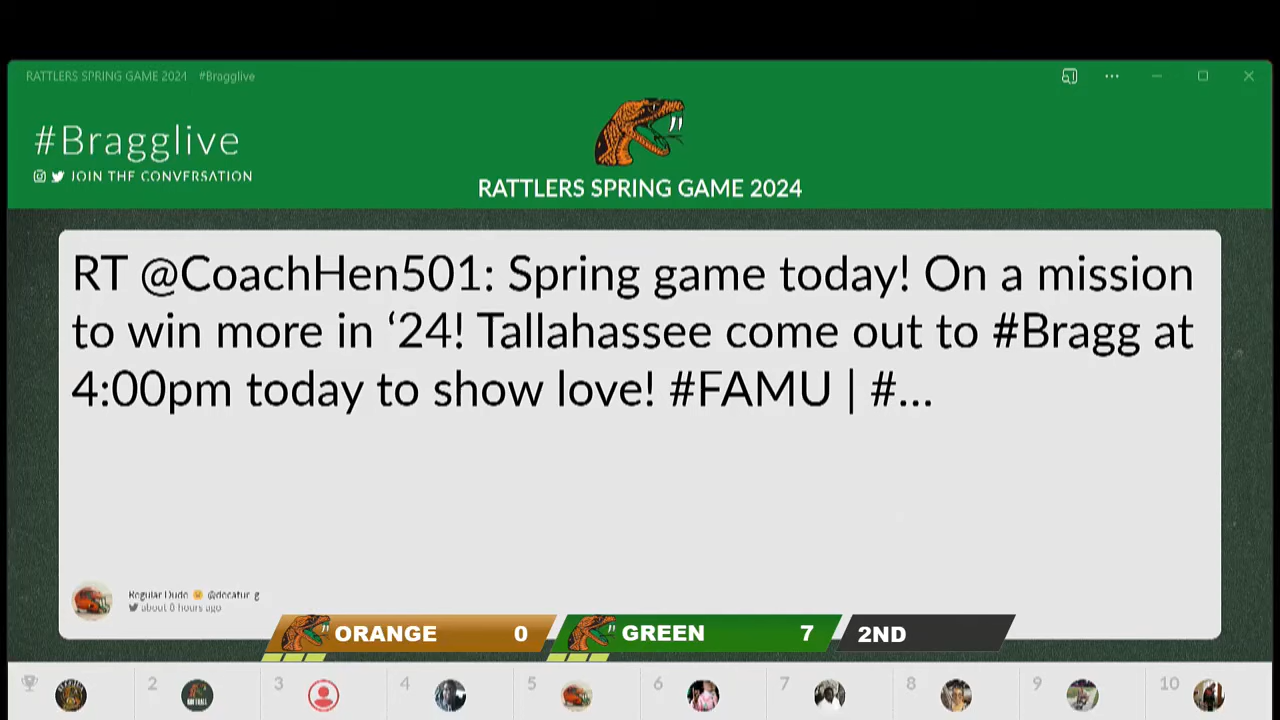 RATTLERS SPRING GAME 2024 #Bragglive
#Bragglive
JOIN THE CONVERSATION
RATTLERS SPRING GAME 2024
RT @CoachHen501: Spring game today! On a mission
to win more in ‘24! Tallahassee come out to #Bragg at
4:00pm today to show love! #FAMU | #...
Regular Dude @decatur_g
about 0 hours ago
ORANGE 0 GREEN 7 2ND
2 3 4 5 6 7 8 9 10